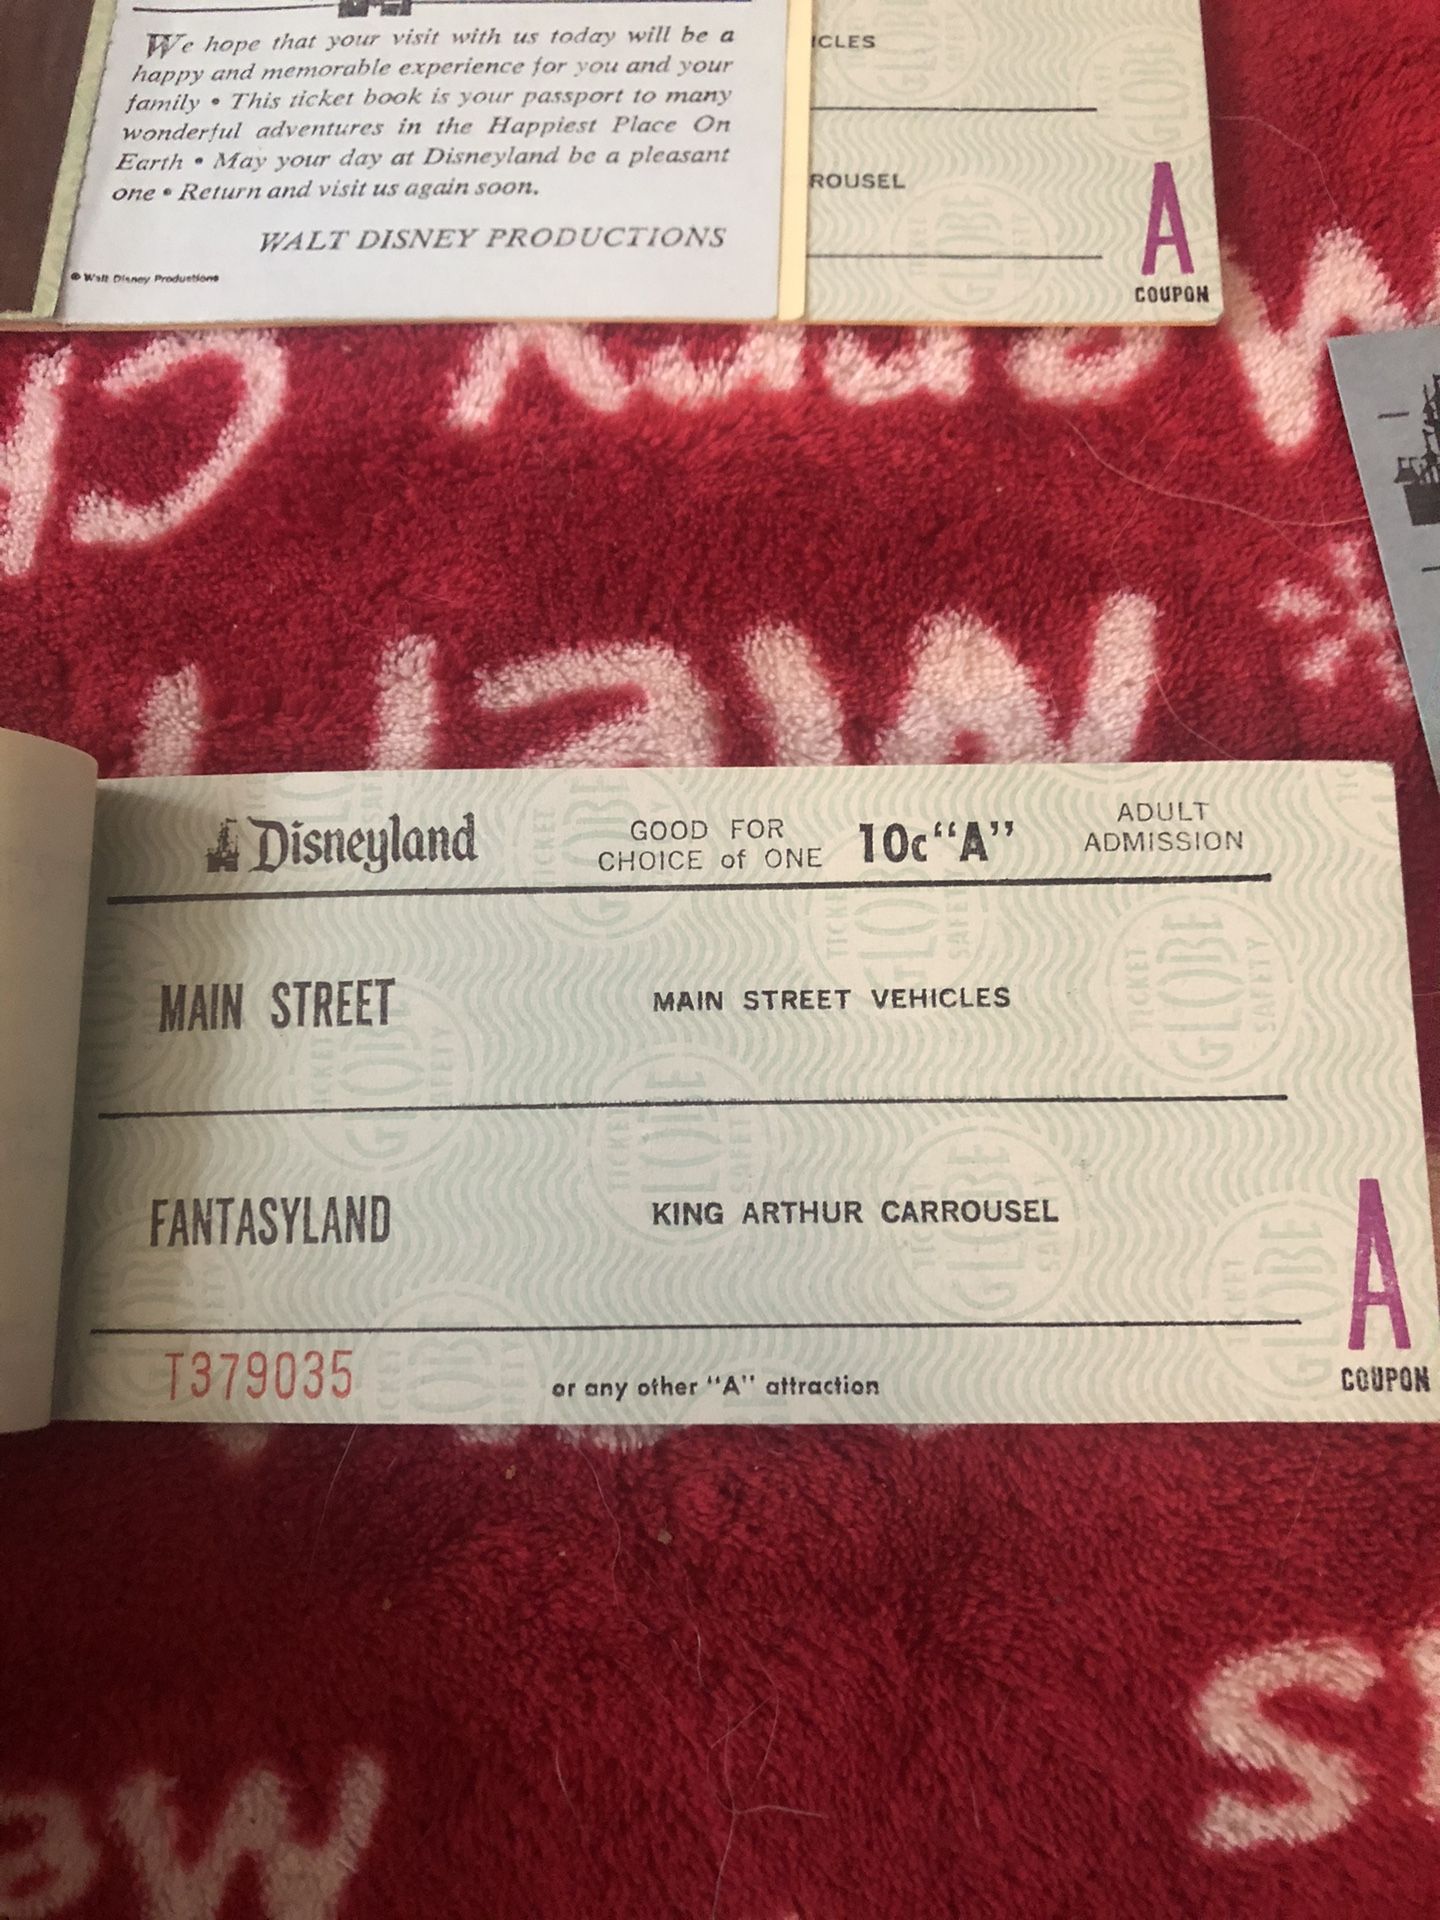 We hope that your visit with us today will be a
happy and memorable experience for you and your
family • This ticket book is your passport to many
wonderful adventures in the Happiest Place On
Earth • May your day at Disneyland be a pleasant
one • Return and visit us again soon.
WALT DISNEY PRODUCTIONS
© Walt Disney Productions
ICLES
ROUSEL
A
COUPON
Disneyland
GOOD FOR
CHOICE of ONE
10c "A"
ADULT
ADMISSION
MAIN STREET
MAIN STREET VEHICLES
FANTASYLAND
KING ARTHUR CARROUSEL
A
COUPON
T379035
or any other "A" attraction
GLOBE
TICKET
SAFETY